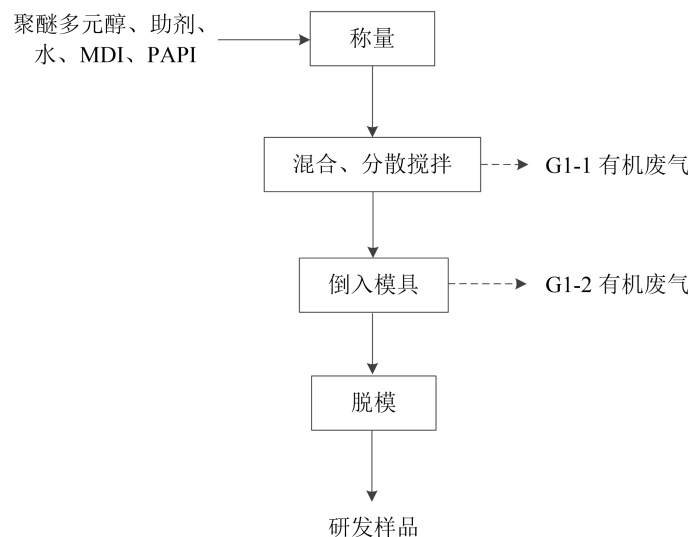 聚醚多元醇、助剂、
水、MDI、PAPI
称量
混合、分散搅拌
G1-1 有机废气
倒入模具
G1-2 有机废气
脱模
研发样品